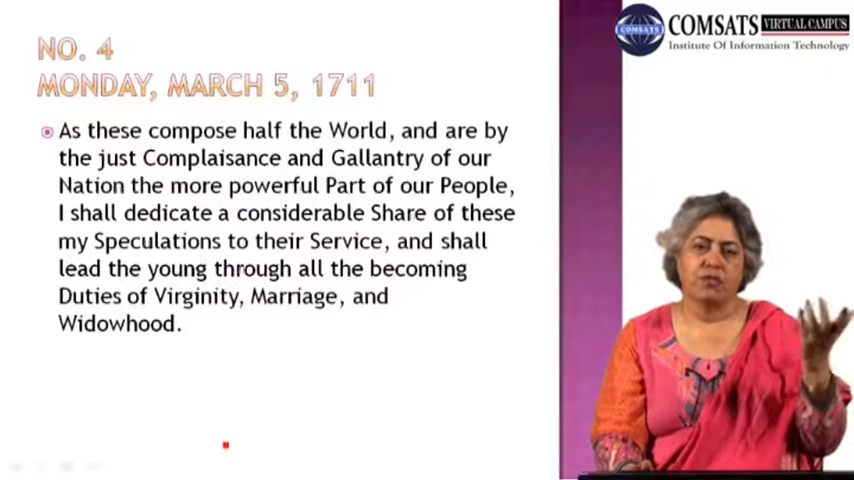 NO. 4
MONDAY, MARCH 5, 1711
As these compose half the World, and are by
the just Complaisance and Gallantry of our
Nation the more powerful Part of our People,
I shall dedicate a considerable Share of these
my Speculations to their Service, and shall
lead the young through all the becoming
Duties of Virginity, Marriage, and
Widowhood.
COMSATS
COMSATS VIRTUAL CAMPUS
Institute Of Information Technology